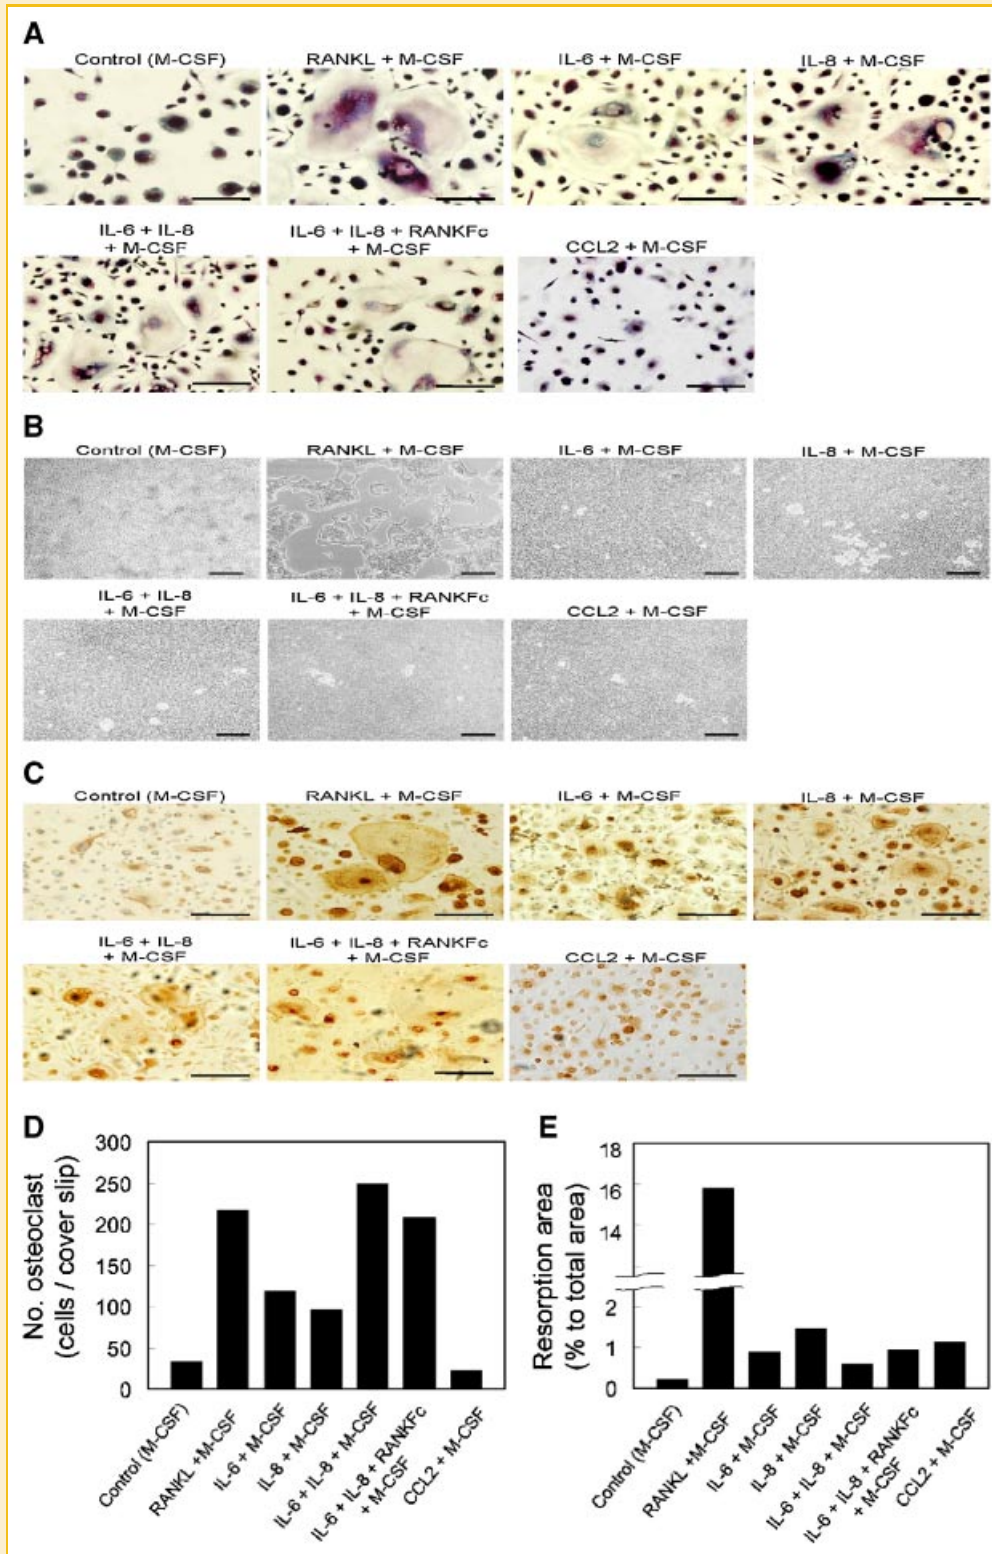 A
Control (M-CSF)
RANKL + M-CSF
IL-6 + M-CSF
IL-8 + M-CSF
IL-6 + IL-8
+ M-CSF
IL-6 + IL-8 + RANKFc
+ M-CSF
CCL2 + M-CSF
B
Control (M-CSF)
RANKL + M-CSF
IL-6 + M-CSF
IL-8 + M-CSF
IL-6 + IL-8
+ M-CSF
IL-6 + IL-8 + RANKFc
+ M-CSF
CCL2 + M-CSF
C
Control (M-CSF)
RANKL + M-CSF
IL-6 + M-CSF
IL-8 + M-CSF
IL-6 + IL-8
+ M-CSF
IL-6 + IL-8 + RANKFc
+ M-CSF
CCL2 + M-CSF
D
No. osteoclast
(cells / cover slip)
300
250
200
150
100
50
0
Control (M-CSF)
RANKL +M-CSF
IL-6 + M-CSF
IL-8 + M-CSF
IL-6 + IL-8 + M-CSF
IL-6 + IL-8 + RANKFc
+ M-CSF
CCL2 + M-CSF
E
Resorption area
(% to total area)
18
16
14
2
1
0
Control (M-CSF)
RANKL + M-CSF
IL-6 + M-CSF
IL-8 + M-CSF
IL-6 + IL-8 + M-CSF
IL-6 + IL-8 + RANKFc
+ M-CSF
CCL2 + M-CSF